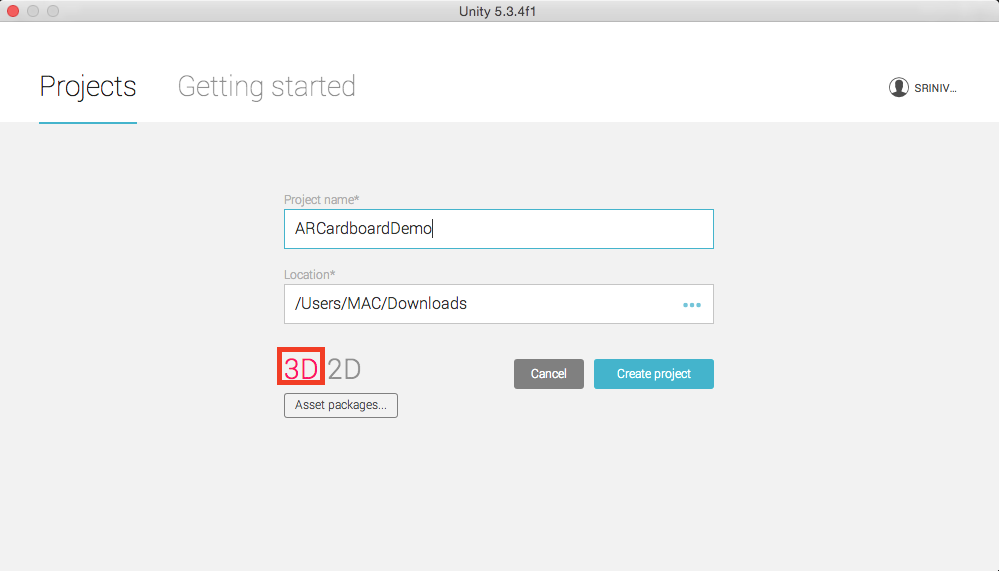 Unity 5.3.4f1
Projects Getting started SRINIV...
Project name*
ARCardboardDemo
Location*
/Users/MAC/Downloads
3D 2D Cancel Create project
Asset packages...